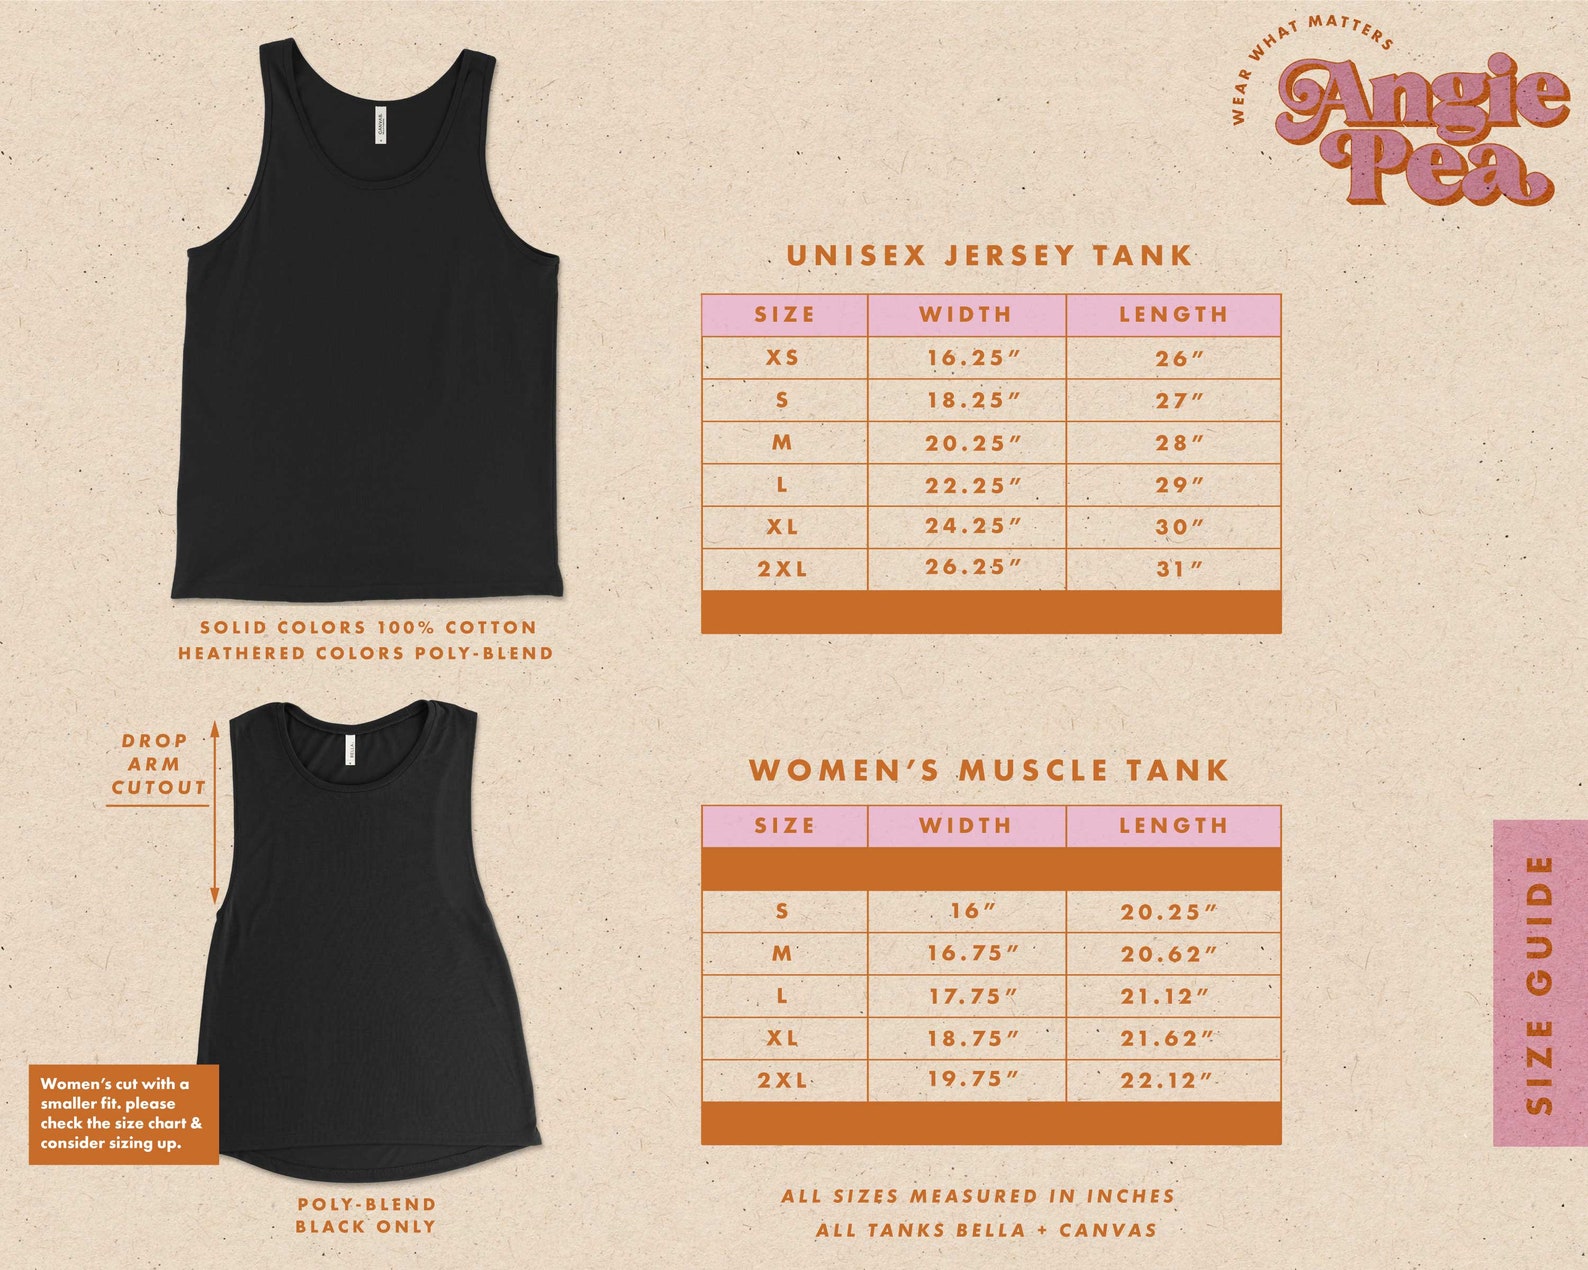 WEAR WHAT MATTERS
Angie
Pea
CANVAS
SOLID COLORS 100% COTTON
HEATHERED COLORS POLY-BLEND
UNISEX JERSEY TANK
SIZE WIDTH LENGTH
XS 16.25” 26”
S 18.25” 27”
M 20.25” 28”
L 22.25” 29”
XL 24.25” 30”
2XL 26.25” 31”
DROP
ARM
CUTOUT
BELLA
Women’s cut with a
smaller fit. please
check the size chart &
consider sizing up.
POLY-BLEND
BLACK ONLY
WOMEN’S MUSCLE TANK
SIZE WIDTH LENGTH
S 16” 20.25”
M 16.75” 20.62”
L 17.75” 21.12”
XL 18.75” 21.62”
2XL 19.75” 22.12”
ALL SIZES MEASURED IN INCHES
ALL TANKS BELLA + CANVAS
SIZE GUIDE